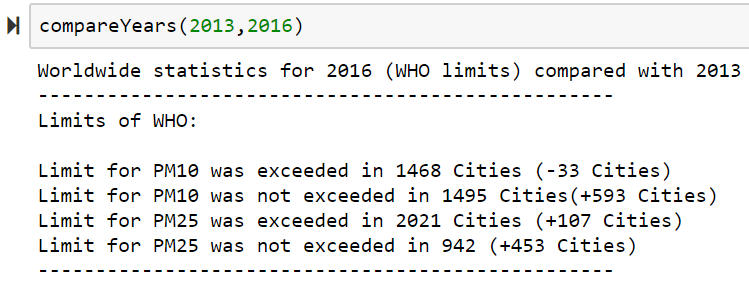 compareYears(2013,2016)
Worldwide statistics for 2016 (WHO limits) compared with 2013
--------------------------------------------------
Limits of WHO:
Limit for PM10 was exceeded in 1468 Cities (-33 Cities)
Limit for PM10 was not exceeded in 1495 Cities(+593 Cities)
Limit for PM25 was exceeded in 2021 Cities (+107 Cities)
Limit for PM25 was not exceeded in 942 (+453 Cities)
--------------------------------------------------